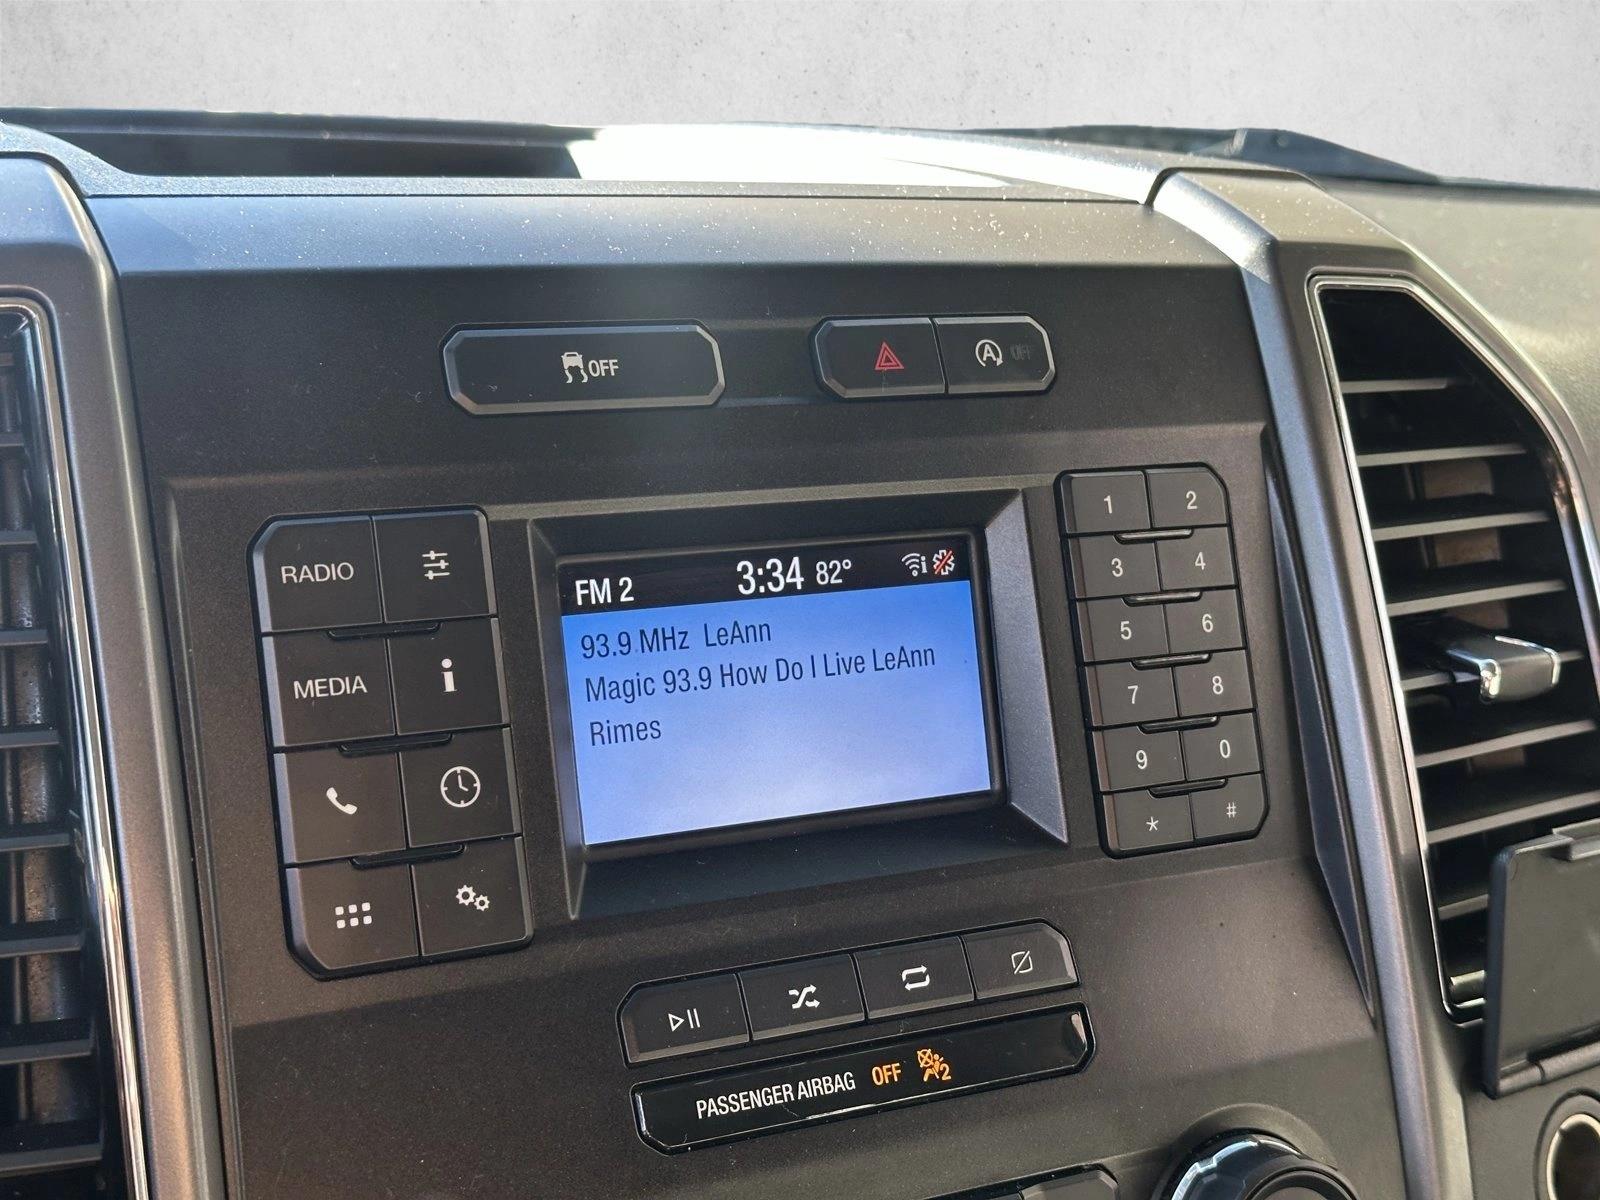 OFF
A OFF
RADIO
MEDIA
i
FM 2 3:34 82°
93.9 MHz LeAnn
Magic 93.9 How Do I Live LeAnn
Rimes
1 2
3 4
5 6
7 8
9 0
* #
PASSENGER AIRBAG OFF 2